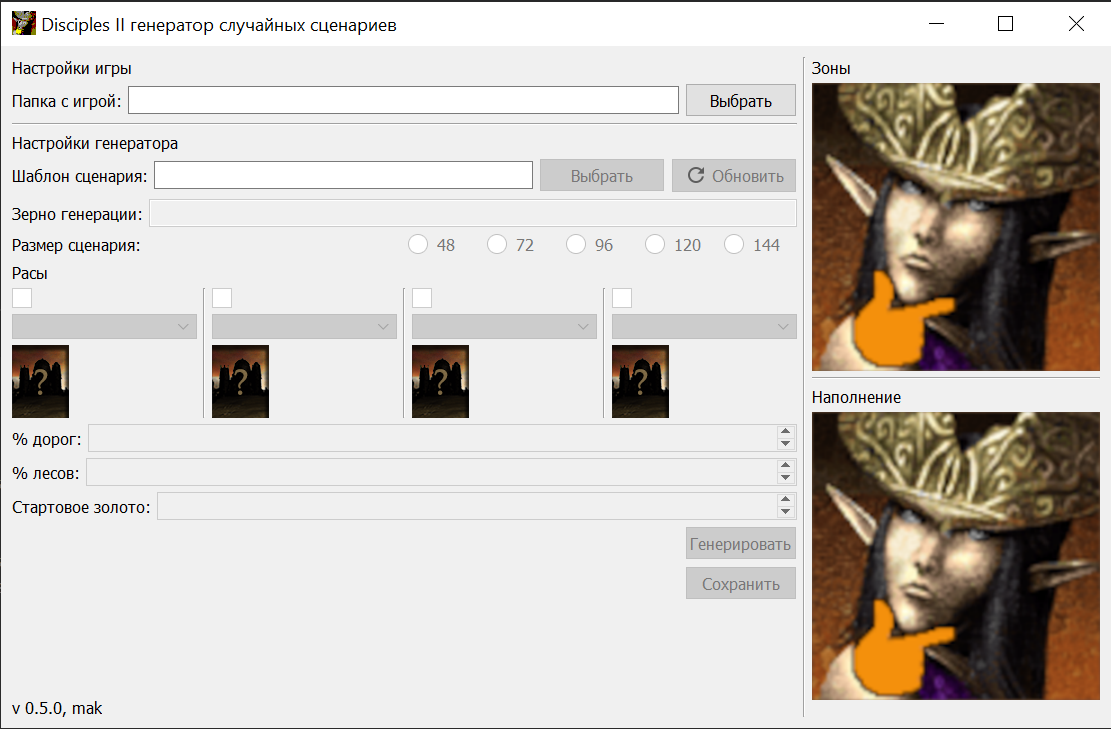 Disciples II генератор случайных сценариев
Настройки игры
Папка с игрой:
Выбрать
Настройки генератора
Шаблон сценария:
Выбрать
Обновить
Зерно генерации:
Размер сценария:
48 72 96 120 144
Расы
? ? ? ?
% дорог:
% лесов:
Стартовое золото:
Генерировать
Сохранить
v 0.5.0, mak
Зоны
Наполнение